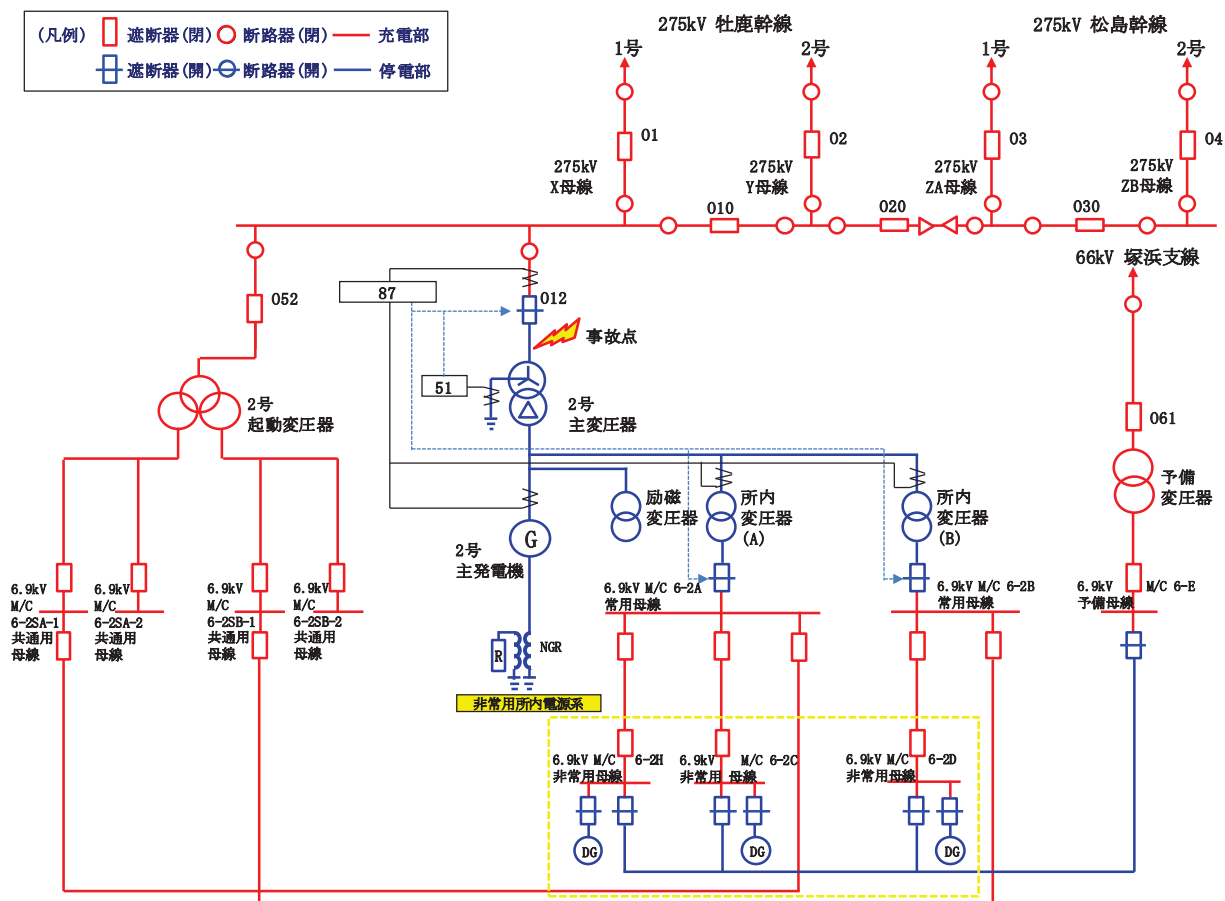 (凡例) 遮断器(閉) 断路器(閉) 充電部
遮断器(開) 断路器(開) 停電部
275kV 牡鹿幹線
275kV 松島幹線
1号
2号
1号
2号
O1
O2
O3
O4
275kV
X母線
275kV
Y母線
275kV
ZA母線
275kV
ZB母線
O10
O20
O30
66kV 塚浜支線
87
O52
O12
事故点
51
2号
起動変圧器
2号
主変圧器
O61
予備
変圧器
励磁
変圧器
所内
変圧器
(A)
所内
変圧器
(B)
G
2号
主発電機
6.9kV
M/C
6-2SA-1
共通用
母線
6.9kV
M/C
6-2SA-2
共通用
母線
6.9kV
M/C
6-2SB-1
共通用
母線
6.9kV
M/C
6-2SB-2
共通用
母線
6.9kV M/C 6-2A
常用母線
6.9kV M/C 6-2B
常用母線
6.9kV M/C 6-E
予備母線
R
NGR
非常用所内電源系
6.9kV M/C 6-2H
非常用母線
6.9kV M/C 6-2C
非常用 母線
6.9kV M/C 6-2D
非常用母線
DG
DG
DG